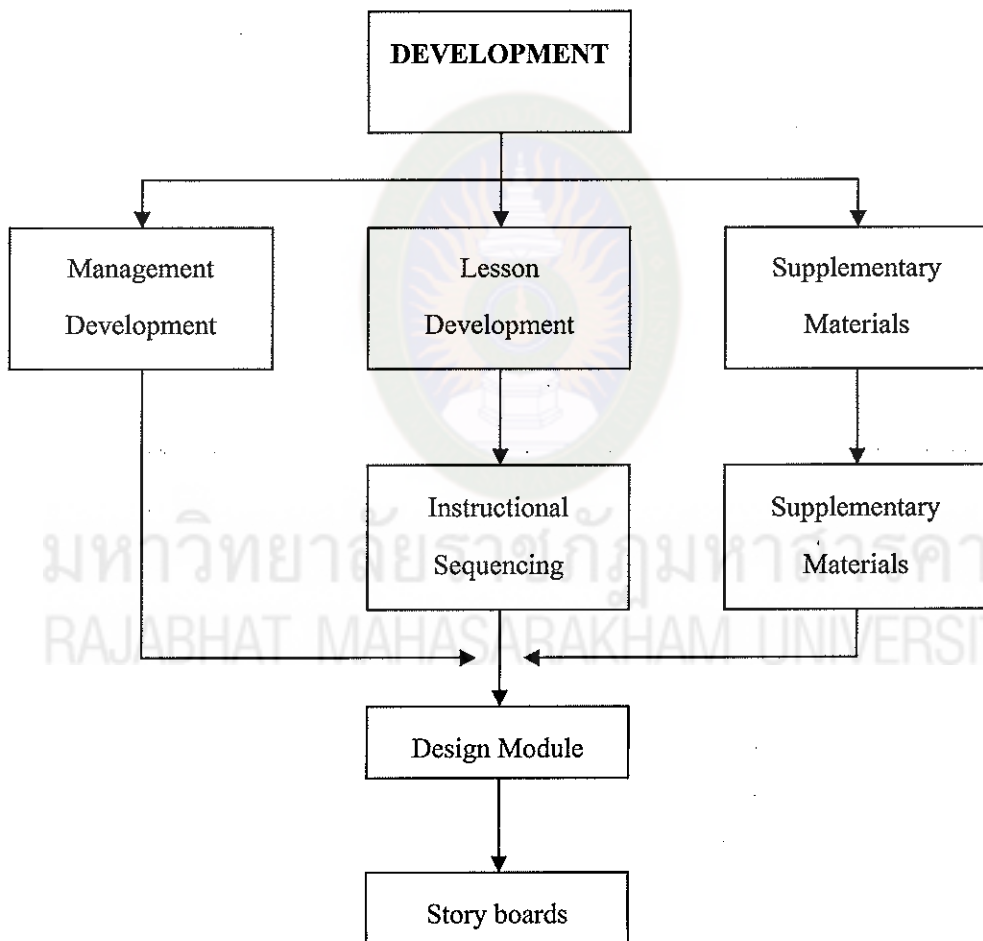 DEVELOPMENT
Management
Development
Lesson
Development
Supplementary
Materials
Instructional
Sequencing
Supplementary
Materials
มหาวิทยาลัยราชภัฏมหาสารคา
RAJABHAT MAHASARAKHAM UNIVERSI
Design Module
Story boards